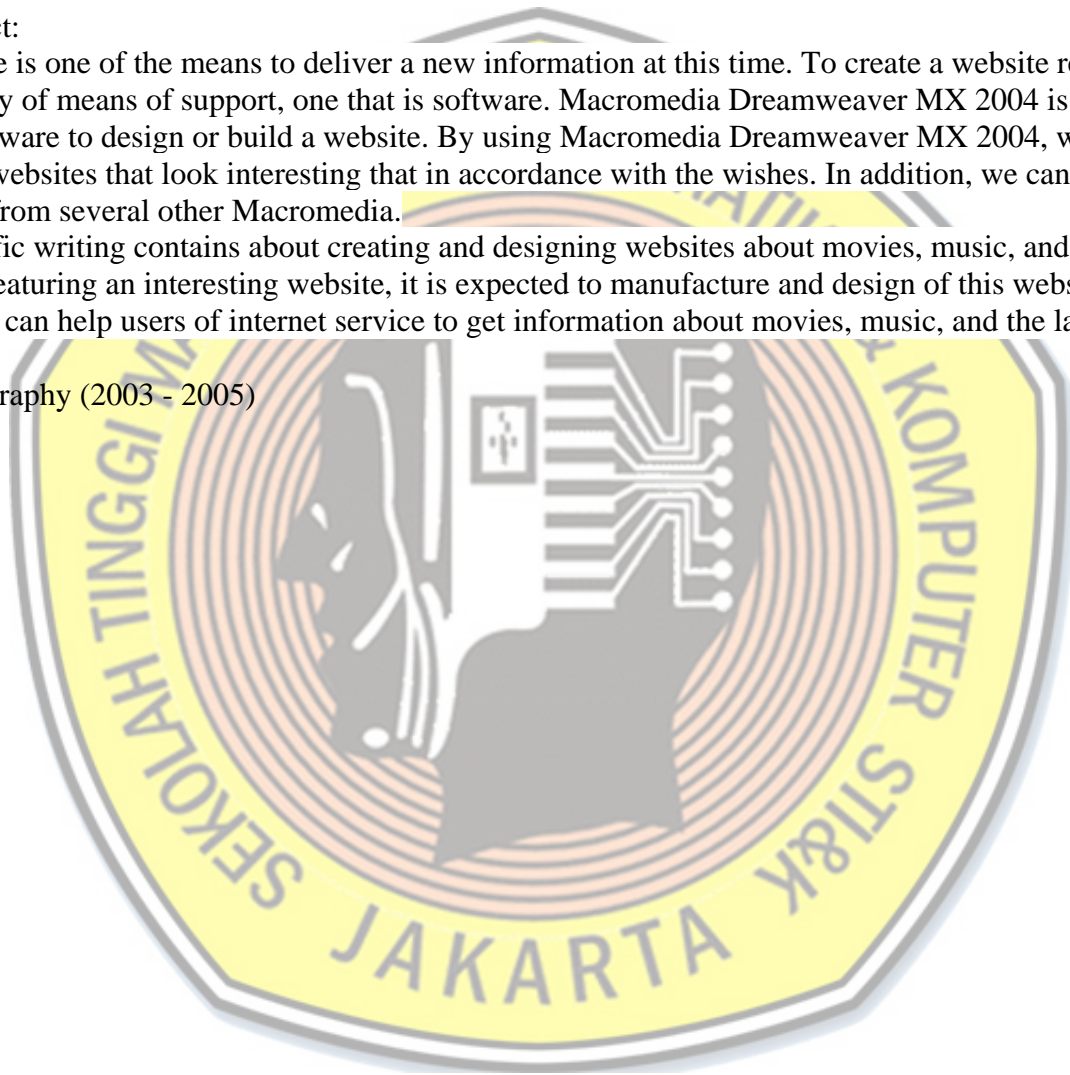 ct:
e is one of the means to deliver a new information at this time. To create a website re
y of means of support, one that is software. Macromedia Dreamweaver MX 2004 is
ware to design or build a website. By using Macromedia Dreamweaver MX 2004, w
websites that look interesting that in accordance with the wishes. In addition, we can
from several other Macromedia.
fic writing contains about creating and designing websites about movies, music, and
eaturing an interesting website, it is expected to manufacture and design of this webs
can help users of internet service to get information about movies, music, and the la
raphy (2003 - 2005)
SEKOLAH TINGGI MA
& KOMPUTER STI&K
JAKARTA